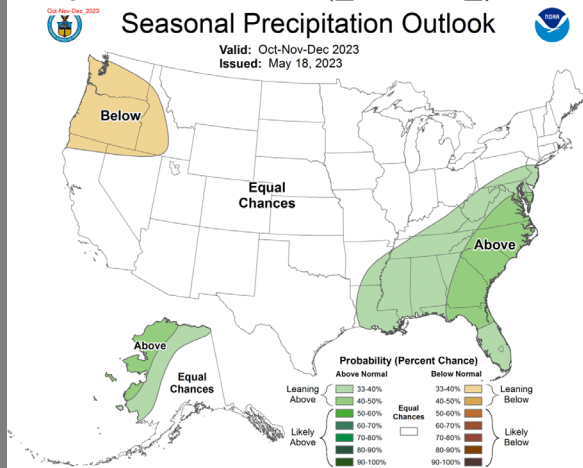 Oct-Nov-Dec 2023
Seasonal Precipitation Outlook
NOAA
Valid: Oct-Nov-Dec 2023
Issued: May 18, 2023
Below
Equal
Chances
Above
Above
Equal
Chances
Probability (Percent Chance)
Above Normal
Below Normal
Leaning
Above
33-40%
40-50%
Likely
Above
50-60%
60-70%
70-80%
80-90%
90-100%
Equal
Chances
33-40%
40-50%
Leaning
Below
50-60%
60-70%
70-80%
80-90%
90-100%
Likely
Below